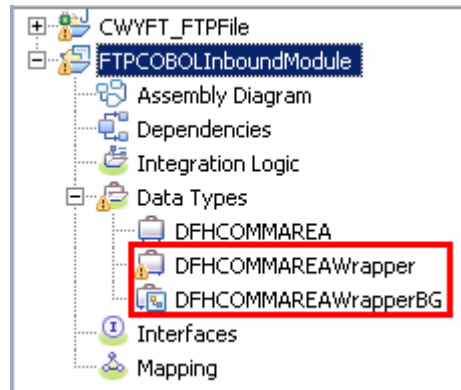 CWYFT_FTPFile
FTPCOBOLInboundModule
Assembly Diagram
Dependencies
Integration Logic
Data Types
DFHCOMMAREA
DFHCOMMAREAWrapper
DFHCOMMAREAWrapperBG
Interfaces
Mapping